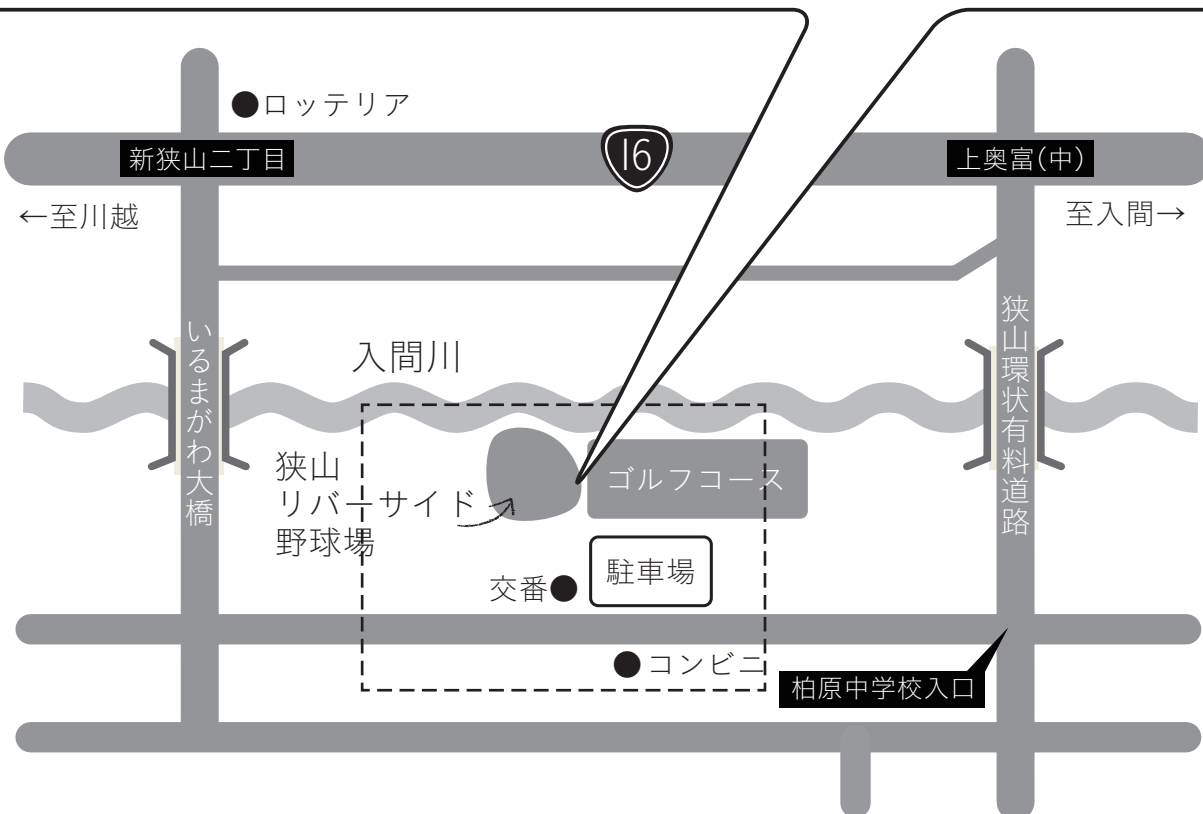 ロッテリア
新狭山二丁目
16
上奥富(中)
←至川越
至入間→
いるまがわ大橋
入間川
狭山環状有料道路
狭山
リバーサイド
野球場
ゴルフコース
駐車場
交番
コンビニ
柏原中学校入口